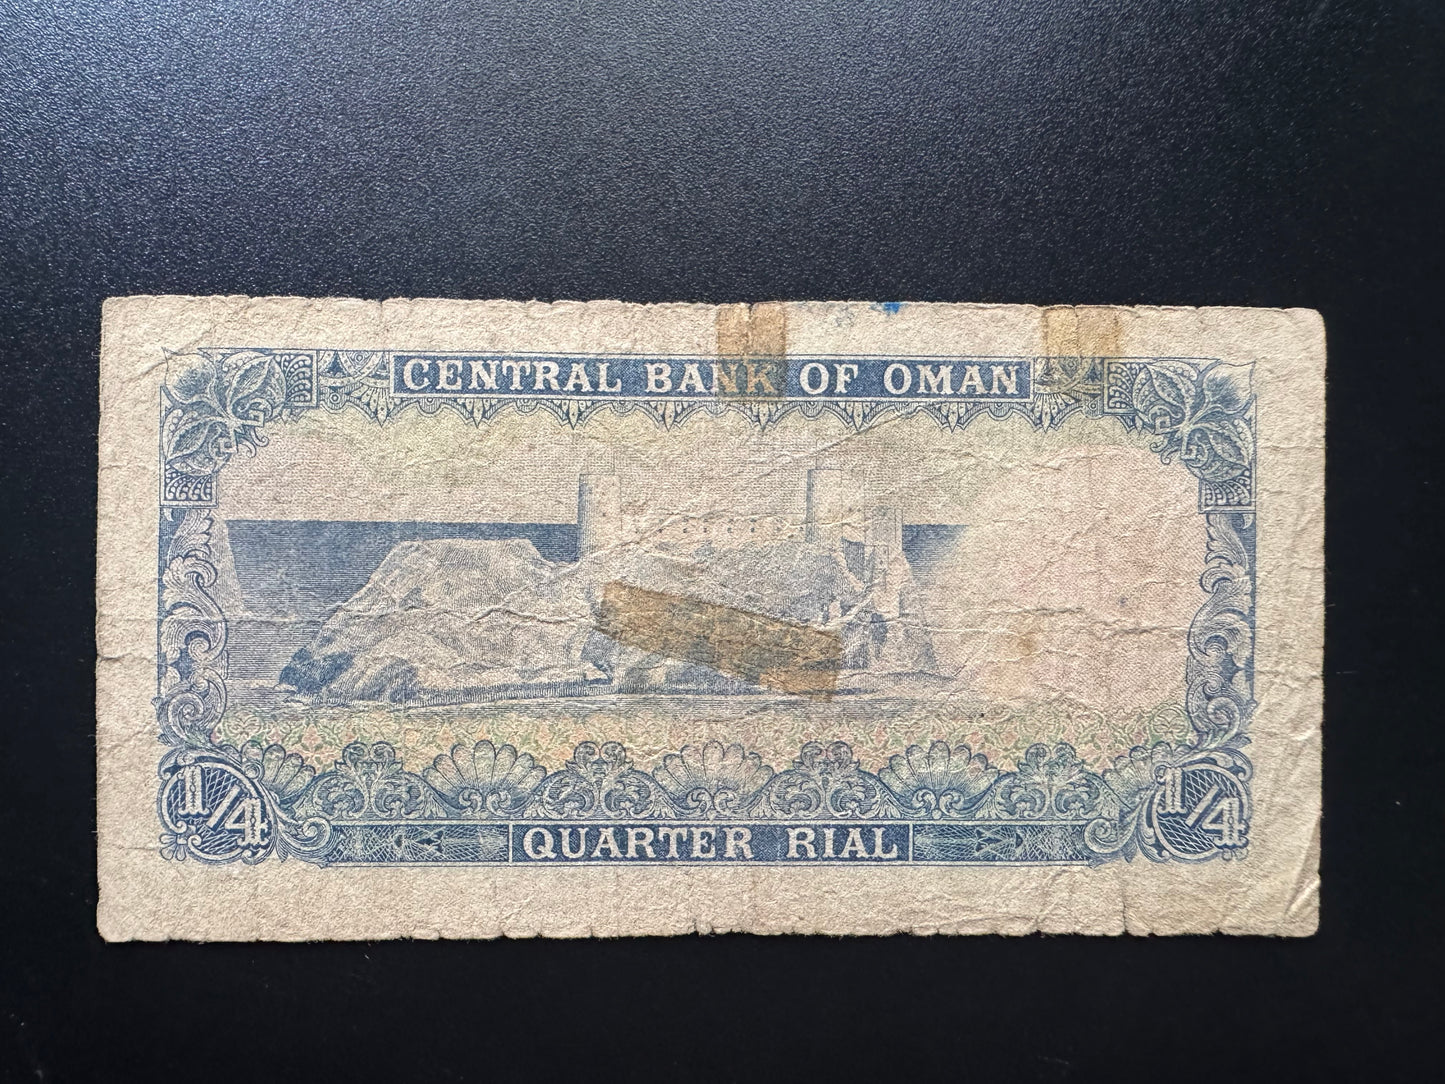 CENTRAL BANK OF OMAN
1/4 1/4
QUARTER RIAL